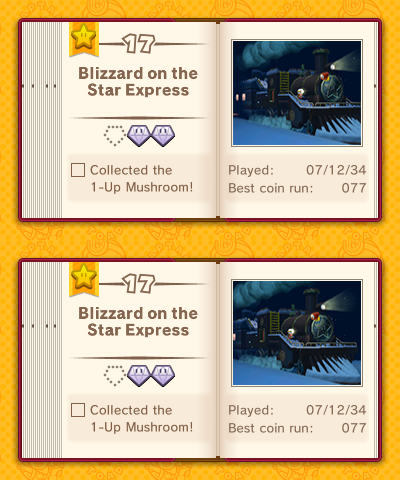 17
Blizzard on the
Star Express
Collected the
1-Up Mushroom!
Played: 07/12/34
Best coin run: 077
17
Blizzard on the
Star Express
Collected the
1-Up Mushroom!
Played: 07/12/34
Best coin run: 077